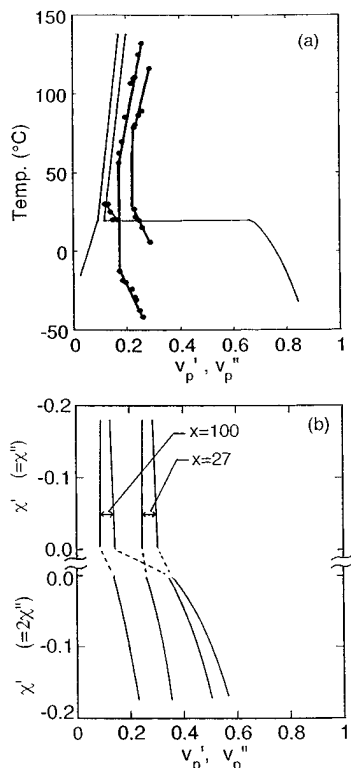 (a)
150
100
50
0
-50
Temp. (°C)
0 0.2 0.4 0.6 0.8 1
vp', vp"
(b)
-0.2
-0.1
0.0
0.0
-0.1
-0.2
χ' (=χ")
χ' (=2χ")
x=100
x=27
0 0.2 0.4 0.6 0.8 1
vp', vp"